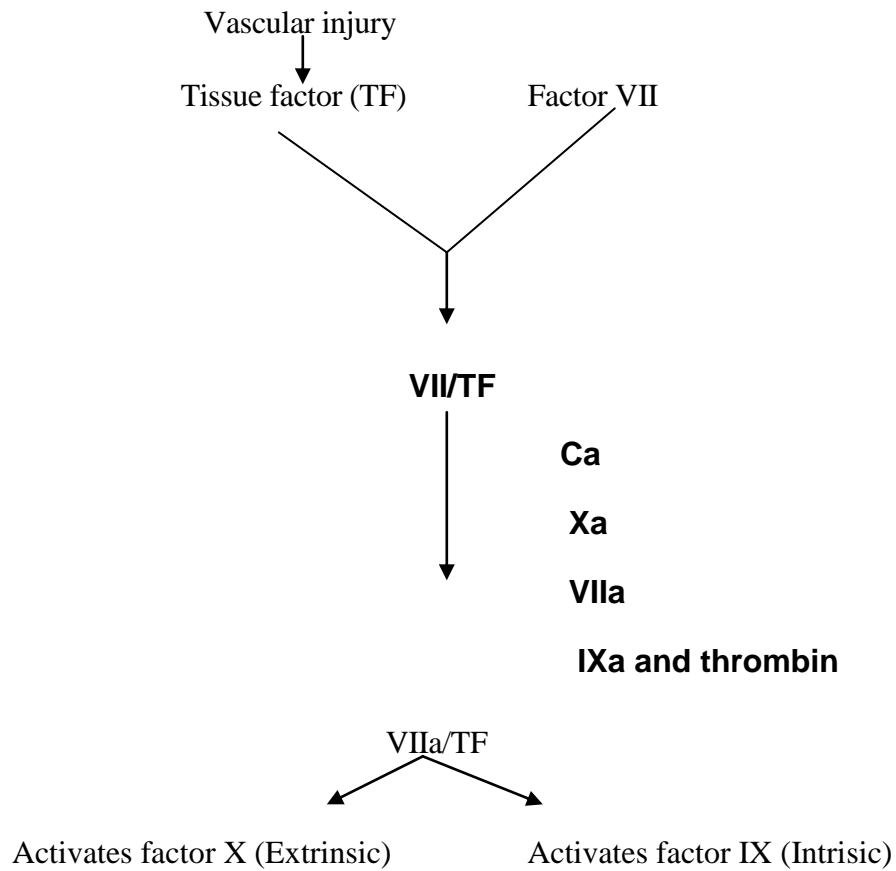 Vascular injury
Tissue factor (TF) Factor VII
VII/TF
Ca
Xa
VIIa
IXa and thrombin
VIIa/TF
Activates factor X (Extrinsic) Activates factor IX (Intrisic)